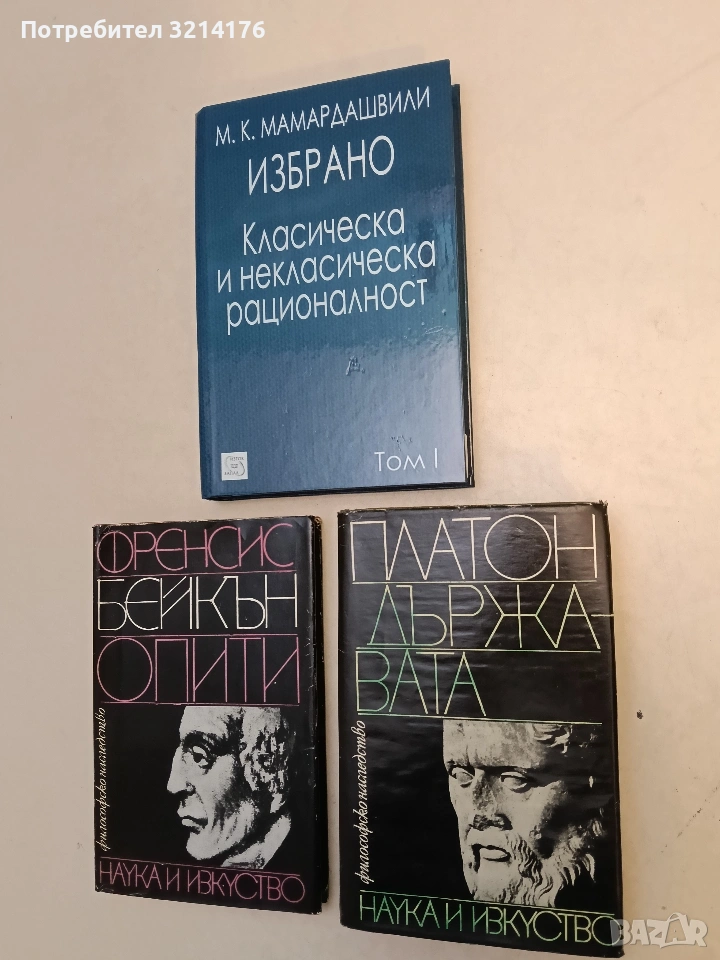 Потребител 3214176
М. К. МАМАРДАШВИЛИ
ИЗБРАНО
Класическа
и некласическа
рационалност
Том I
ФРЕНСИС
БЕЙКЪН
ОПИТИ
философско наследство
НАУКА И ИЗКУСТВО
ПЛАТОН
ДЪРЖА
ВАТА
философско наследство
НАУКА И ИЗКУСТВО
BAZAR